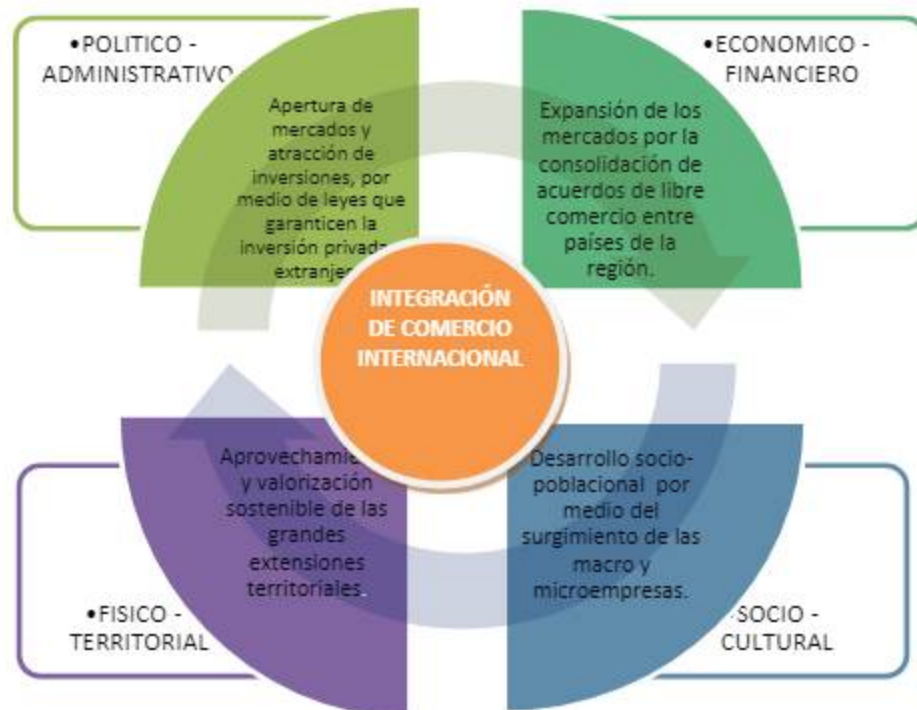 •POLITICO -
ADMINISTRATIVO
Apertura de
mercados y
atracción de
inversiones, por
medio de leyes que
garanticen la
inversión privada
•ECONOMICO -
FINANCIERO
Expansión de los
mercados por la
consolidación de
acuerdos de libre
comercio entre
países de la
región.
INTEGRACIÓN
DE COMERCIO
INTERNACIONAL
y valorización
sostenible de las
grandes
extensiones
territoriales.
•FISICO -
TERRITORIAL
Desarrollo socio-
poblacional por
medio del
surgimiento de las
macro y
microempresas.
SOCIO -
CULTURAL